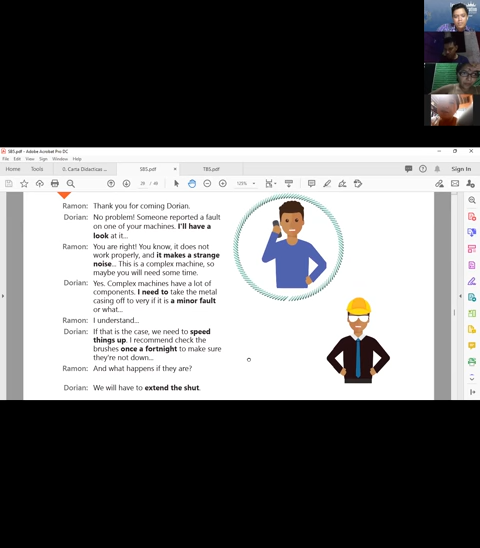 SB5.pdf - Adobe Acrobat Pro DC
File Edit View Sign Window Help
Home Tools 0. Carta Didacticas ... SB5.pdf × TB5.pdf Sign In
28 / 49 125%
Ramon: Thank you for coming Dorian.
Dorian: No problem! Someone reported a fault
on one of your machines. I'll have a
look at it...
Ramon: You are right! You know, it does not
work properly, and it makes a strange
noise... This is a complex machine, so
maybe you will need some time.
Dorian: Yes. Complex machines have a lot of
components. I need to take the metal
casing off to very if it is a minor fault
or what...
Ramon: I understand...
Dorian: If that is the case, we need to speed
things up. I recommend check the
brushes once a fortnight to make sure
they're not down...
Ramon: And what happens if they are?
Dorian: We will have to extend the shut.